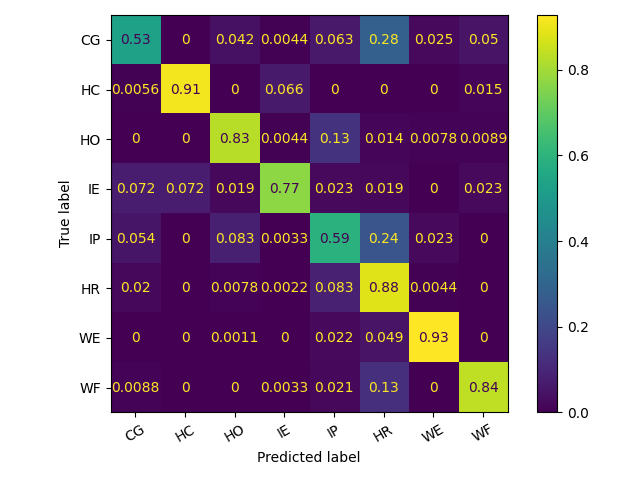 CG 0.53 0 0.042 0.0044 0.063 0.28 0.025 0.05
HC 0.0056 0.91 0 0.066 0 0 0 0.015
HO 0 0 0.83 0.0044 0.13 0.014 0.0078 0.0089
IE 0.072 0.072 0.019 0.77 0.023 0.019 0 0.023
IP 0.054 0 0.083 0.0033 0.59 0.24 0.023 0
HR 0.02 0 0.0078 0.0022 0.083 0.88 0.0044 0
WE 0 0 0.0011 0 0.022 0.049 0.93 0
WF 0.0088 0 0 0.0033 0.021 0.13 0 0.84
CG HC HO IE IP HR WE WF
Predicted label
True label
0.8
0.6
0.4
0.2
0.0